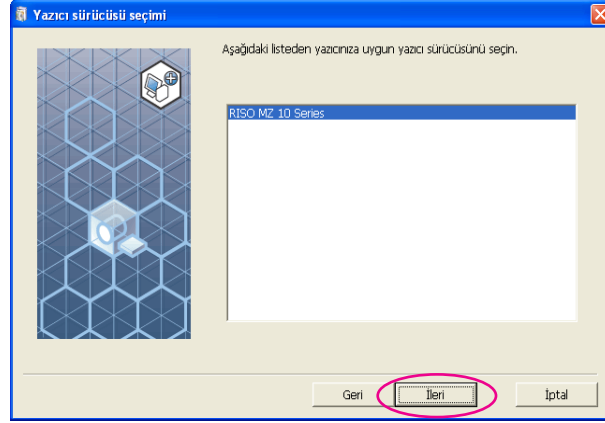 Yazıcı sürücüsü seçimi
Aşağıdaki listeden yazıcınıza uygun yazıcı sürücüsünü seçin.
RISO MZ 10 Series
Geri
İleri
İptal